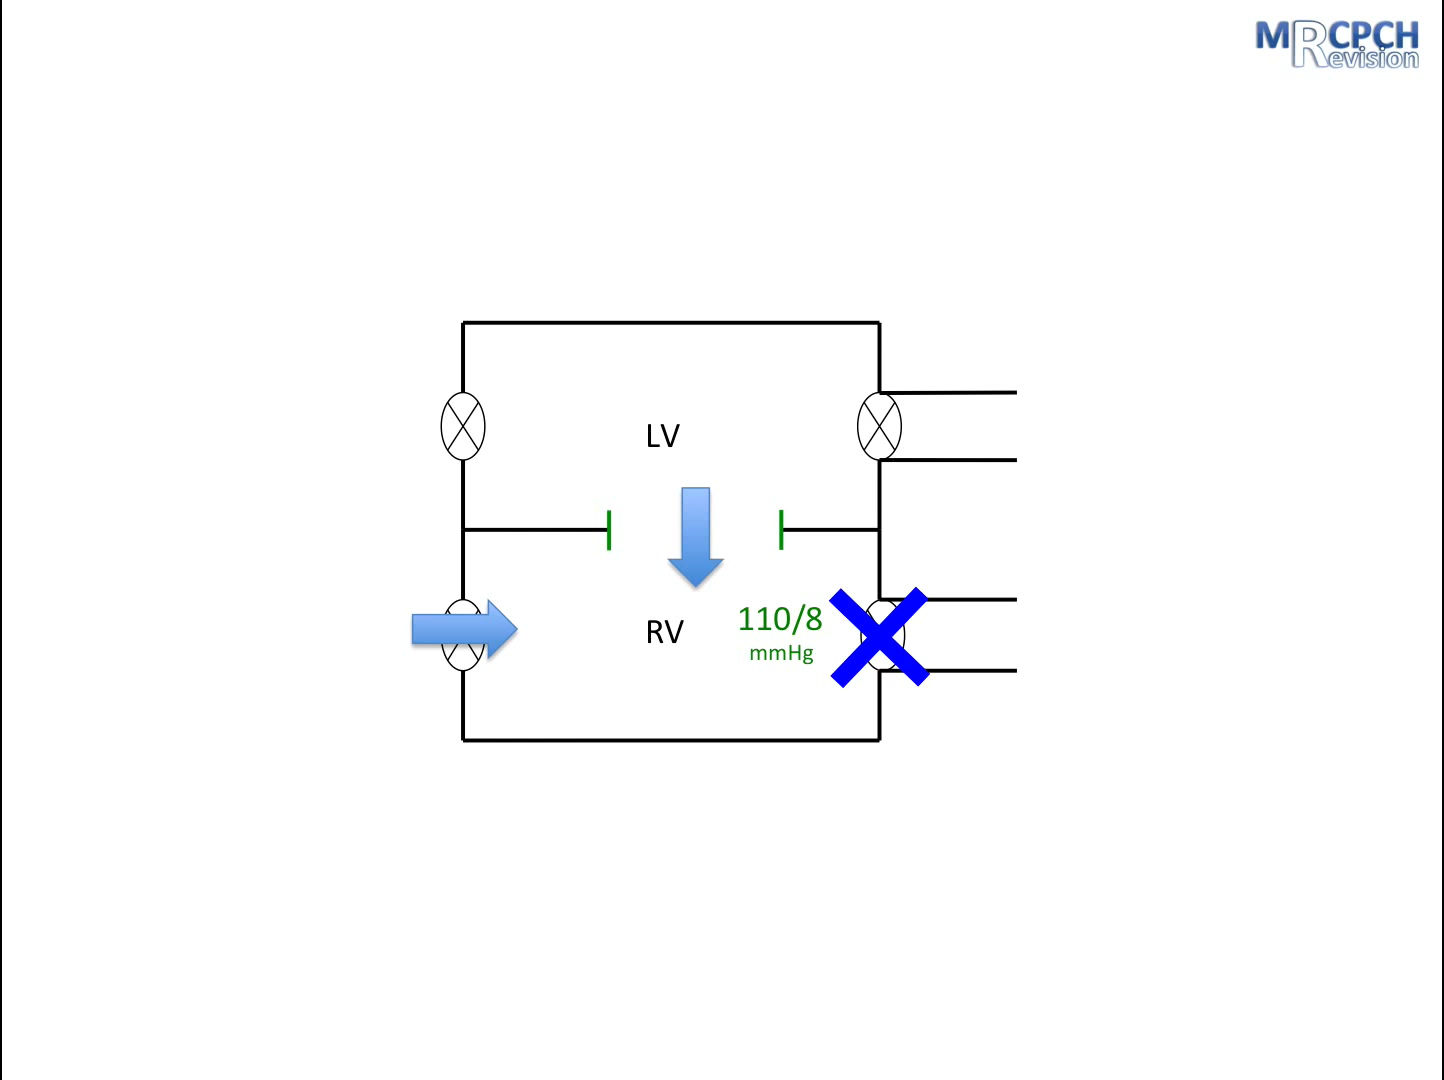 MRCPCH
Revision
LV
RV
110/8
mmHg